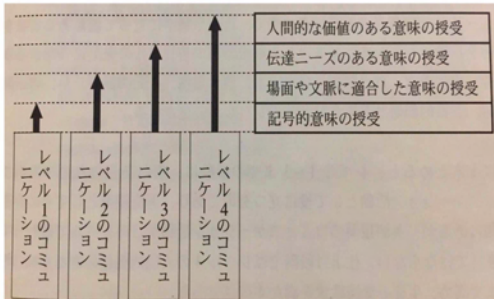 人間的な価値のある意味の授受
伝達ニーズのある意味の授受
場面や文脈に適合した意味の授受
記号的意味の授受
レベル1のコミュ
ニケーション
レベル2のコミュ
ニケーション
レベル3のコミュ
ニケーション
レベル4のコミュ
ニケーション